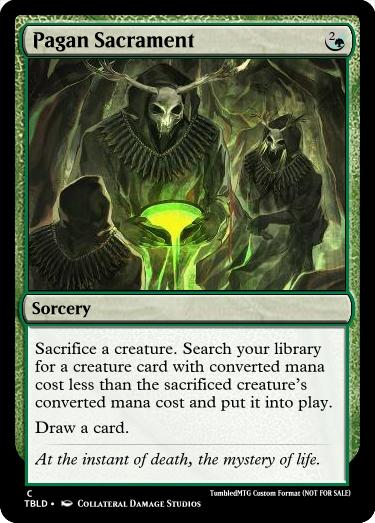 Pagan Sacrament
2
Sorcery
Sacrifice a creature. Search your library
for a creature card with converted mana
cost less than the sacrificed creature's
converted mana cost and put it into play.
Draw a card.
At the instant of death, the mystery of life.
C
TBLD • Collateral Damage Studios
TumbledMTG Custom Format (NOT FOR SALE)